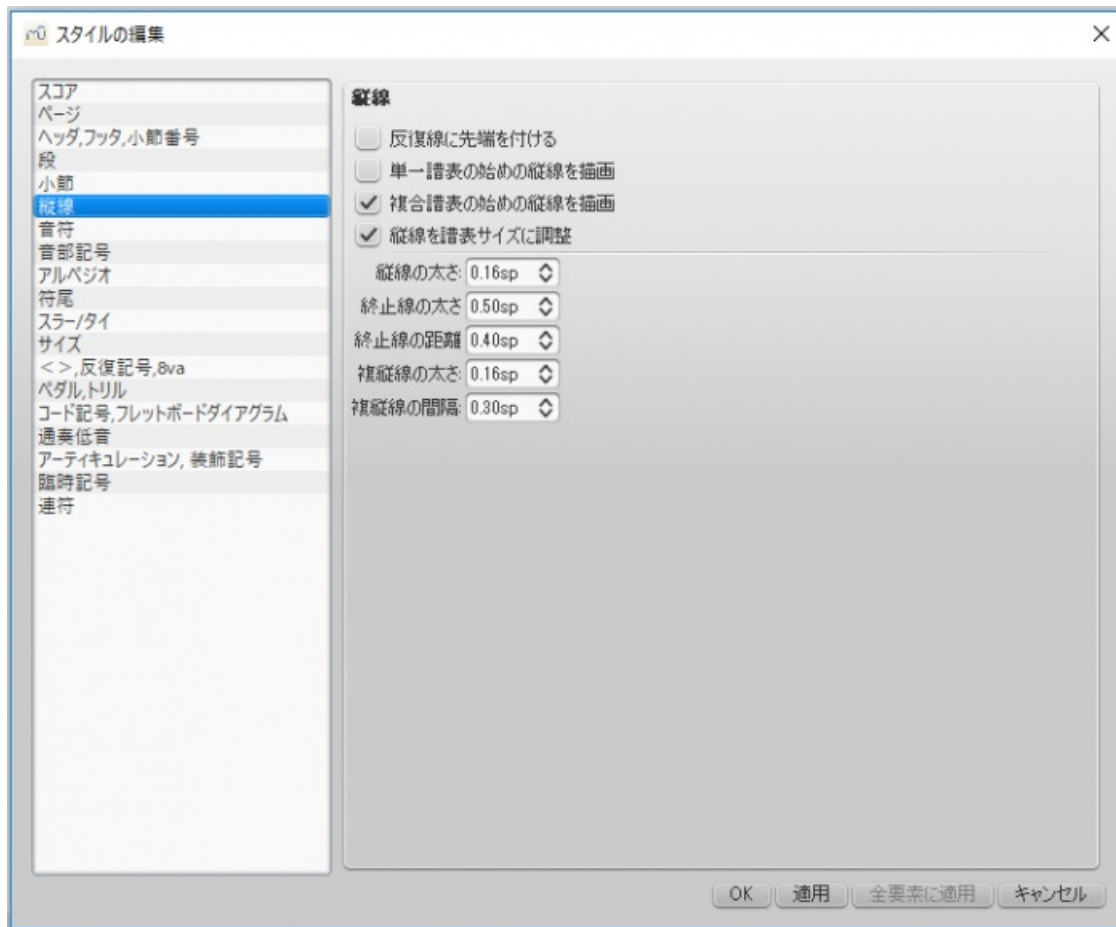 mû スタイルの編集
スコア
ページ
ヘッダ,フッタ,小節番号
段
小節
縦線
音符
音部記号
アルペジオ
符尾
スラー/タイ
サイズ
<>,反復記号,8va
ペダル,トリル
コード記号,フレットボードダイアグラム
通奏低音
アーティキュレーション, 装飾記号
臨時記号
連符
縦線
反復線に先端を付ける
単一譜表の始めの縦線を描画
複合譜表の始めの縦線を描画
縦線を譜表サイズに調整
縦線の太さ: 0.16sp
終止線の太さ 0.50sp
終止線の距離 0.40sp
複縦線の太さ: 0.16sp
複縦線の間隔: 0.30sp
OK 適用 全要素に適用 キャンセル